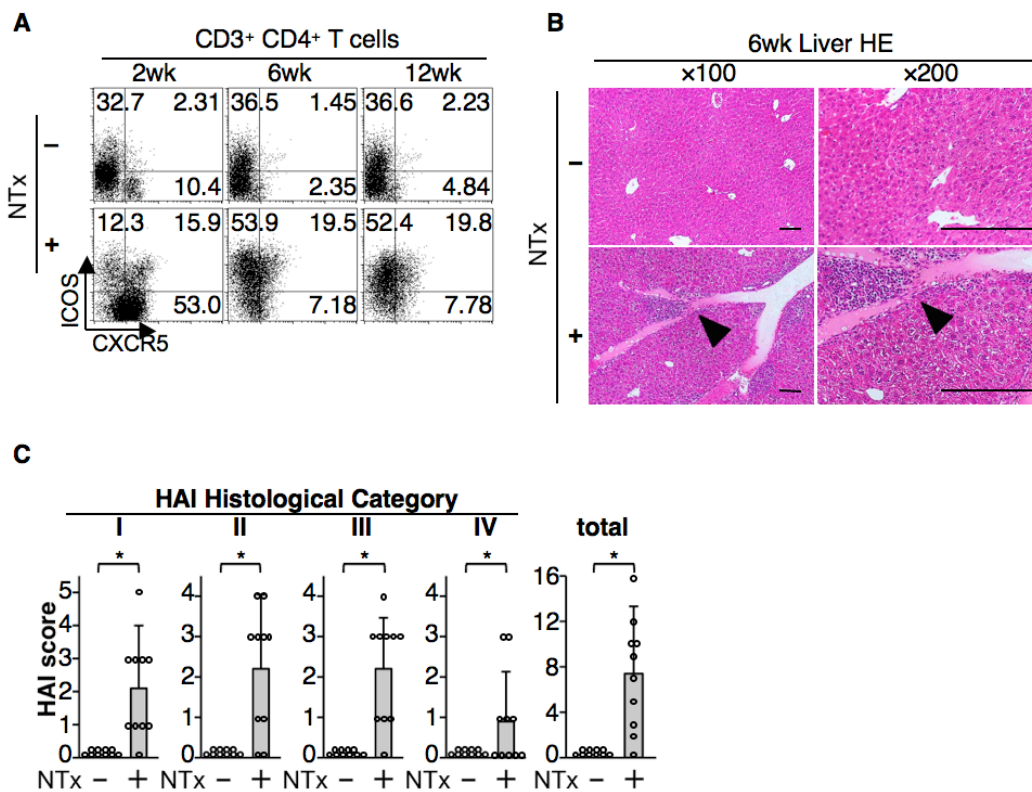 A
CD3+ CD4+ T cells
2wk 6wk 12wk
NTx
−
32.7 2.31 36.5 1.45 36.6 2.23
10.4 2.35 4.84
+
12.3 15.9 53.9 19.5 52.4 19.8
53.0 7.18 7.78
ICOS
CXCR5
B
6wk Liver HE
×100 ×200
NTx
−
+
C
HAI Histological Category
I II III IV total
* * * * *
HAI score
5
4
3
2
1
0
4
3
2
1
0
4
3
2
1
0
4
3
2
1
0
16
12
8
4
0
NTx − + NTx − + NTx − + NTx − + NTx − +